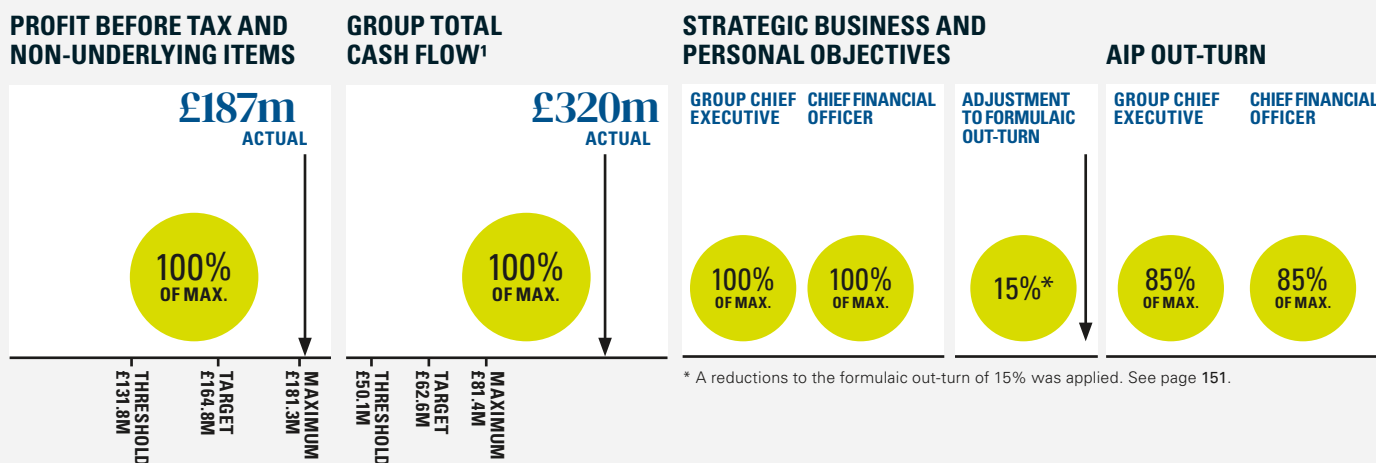 PROFIT BEFORE TAX AND
NON-UNDERLYING ITEMS
£187m
ACTUAL
100%
OF MAX.
THRESHOLD
£131.8M
TARGET
£164.8M
MAXIMUM
£181.3M
GROUP TOTAL
CASH FLOW¹
£320m
ACTUAL
100%
OF MAX.
THRESHOLD
£50.1M
TARGET
£62.6M
MAXIMUM
£81.4M
STRATEGIC BUSINESS AND
PERSONAL OBJECTIVES
GROUP CHIEF
EXECUTIVE
100%
OF MAX.
CHIEF FINANCIAL
OFFICER
100%
OF MAX.
ADJUSTMENT
TO FORMULAIC
OUT-TURN
15%*
AIP OUT-TURN
GROUP CHIEF
EXECUTIVE
85%
OF MAX.
CHIEF FINANCIAL
OFFICER
85%
OF MAX.
* A reductions to the formulaic out-turn of 15% was applied. See page 151.